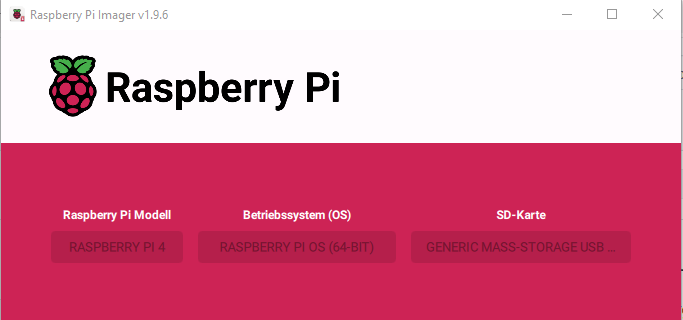 Raspberry Pi Imager v1.9.6
Raspberry Pi
Raspberry Pi Modell Betriebssystem (OS) SD-Karte
RASPBERRY PI 4 RASPBERRY PI OS (64-BIT) GENERIC MASS-STORAGE USB ...